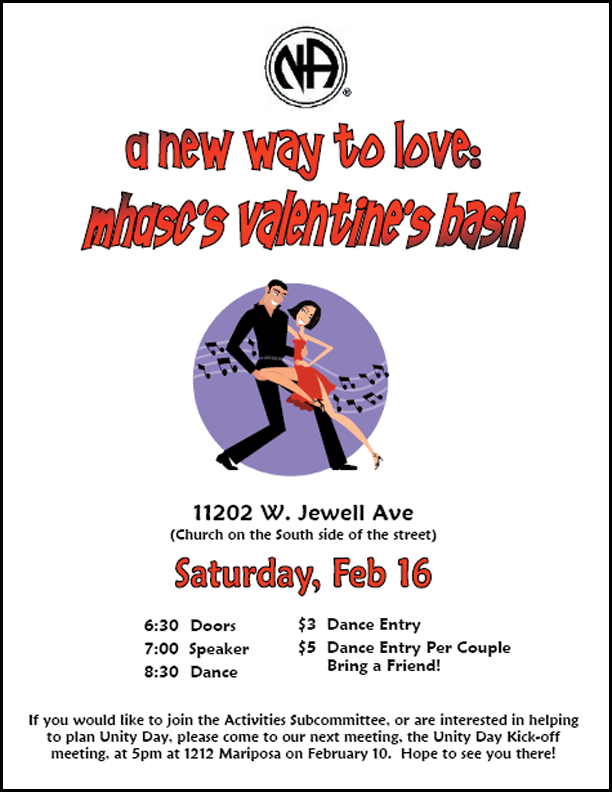 NA
®
a new way to love:
mhasc's valentine's bash
11202 W. Jewell Ave
(Church on the South side of the street)
Saturday, Feb 16
6:30 Doors
7:00 Speaker
8:30 Dance
$3 Dance Entry
$5 Dance Entry Per Couple
Bring a Friend!
If you would like to join the Activities Subcommittee, or are interested in helping
to plan Unity Day, please come to our next meeting, the Unity Day Kick-off
meeting, at 5pm at 1212 Mariposa on February 10. Hope to see you there!